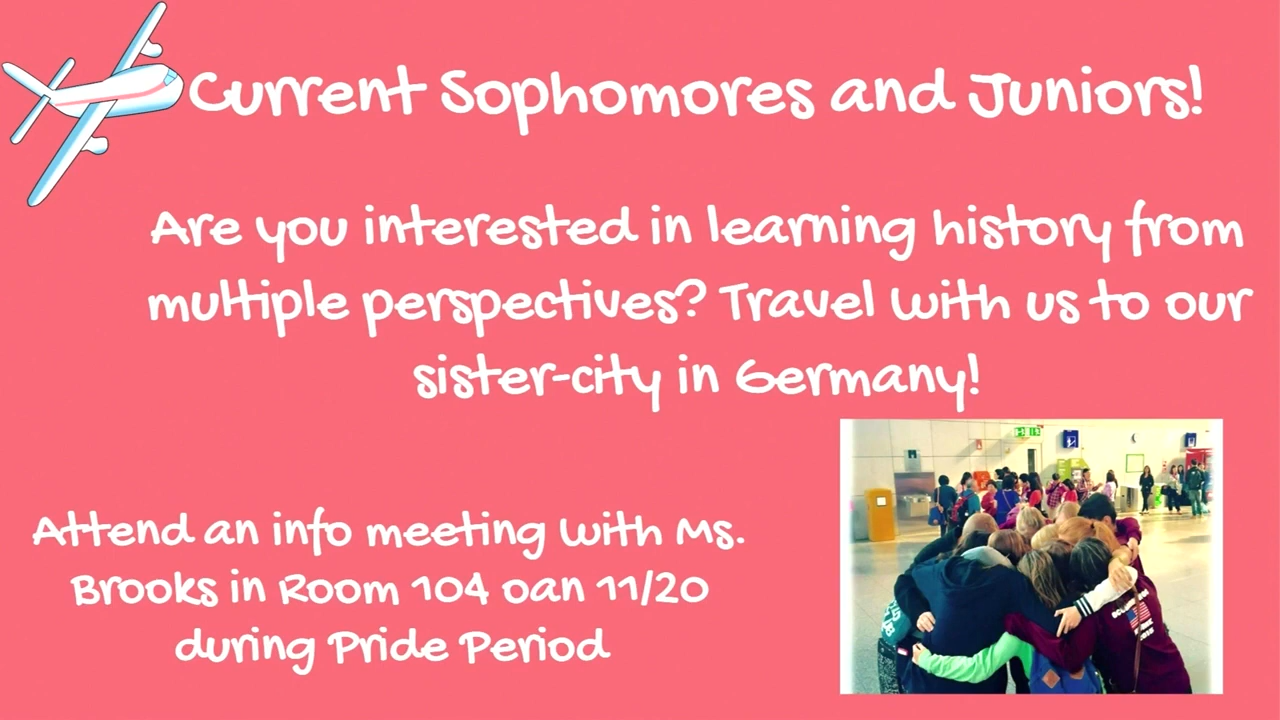 Current Sophomores and Juniors!
Are you interested in learning history from
multiple perspectives? Travel with us to our
sister-city in Germany!
Attend an info meeting with Ms.
Brooks in Room 104 oan 11/20
during Pride Period